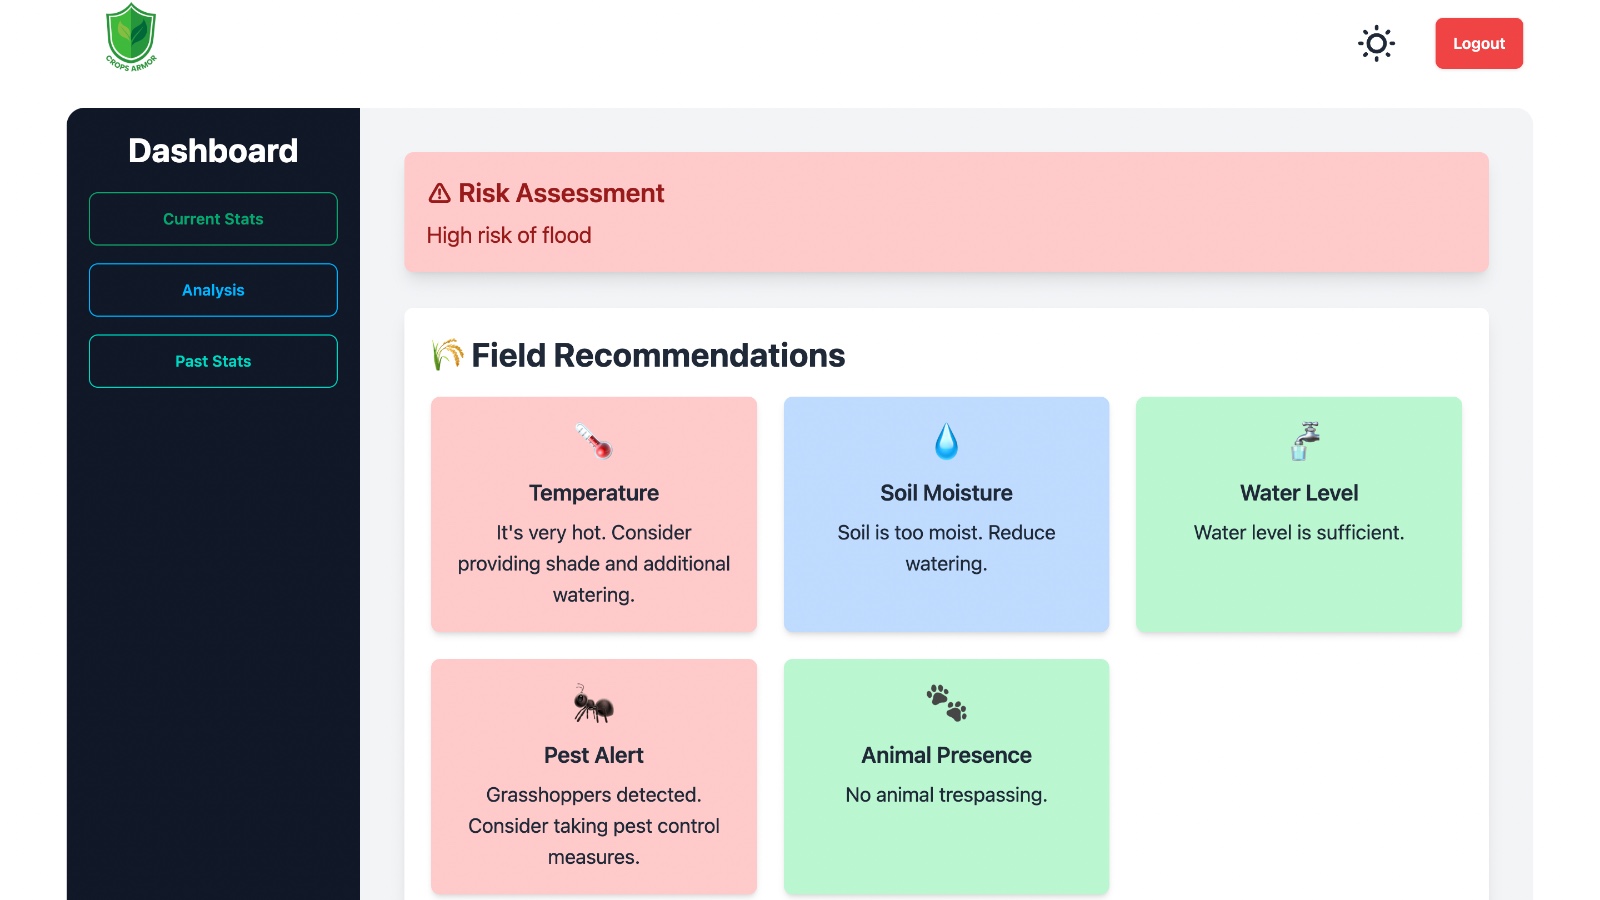 CROPS ARMOR
Logout
Dashboard
Current Stats
Analysis
Past Stats
Risk Assessment
High risk of flood
Field Recommendations
Temperature
It's very hot. Consider
providing shade and additional
watering.
Soil Moisture
Soil is too moist. Reduce
watering.
Water Level
Water level is sufficient.
Pest Alert
Grasshoppers detected.
Consider taking pest control
measures.
Animal Presence
No animal trespassing.